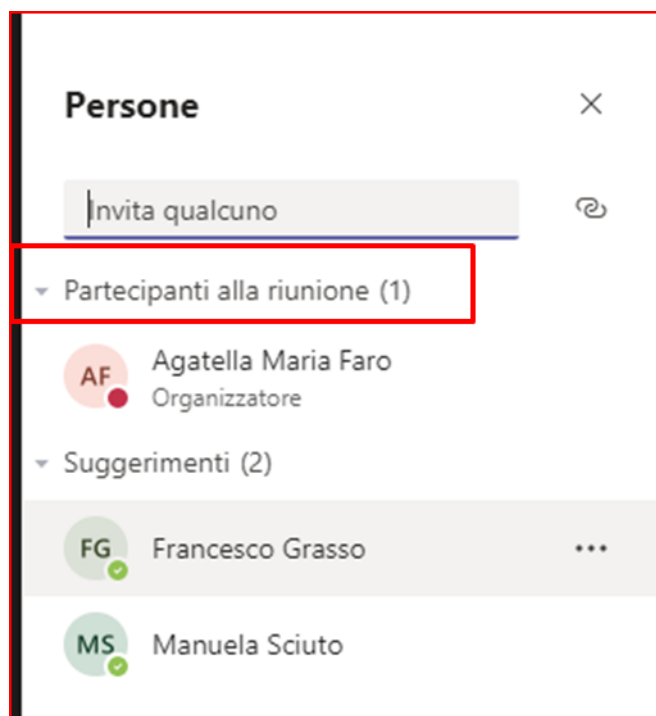 Persone
Invita qualcuno
Partecipanti alla riunione (1)
AF
Agatella Maria Faro
Organizzatore
Suggerimenti (2)
FG
Francesco Grasso
MS
Manuela Sciuto